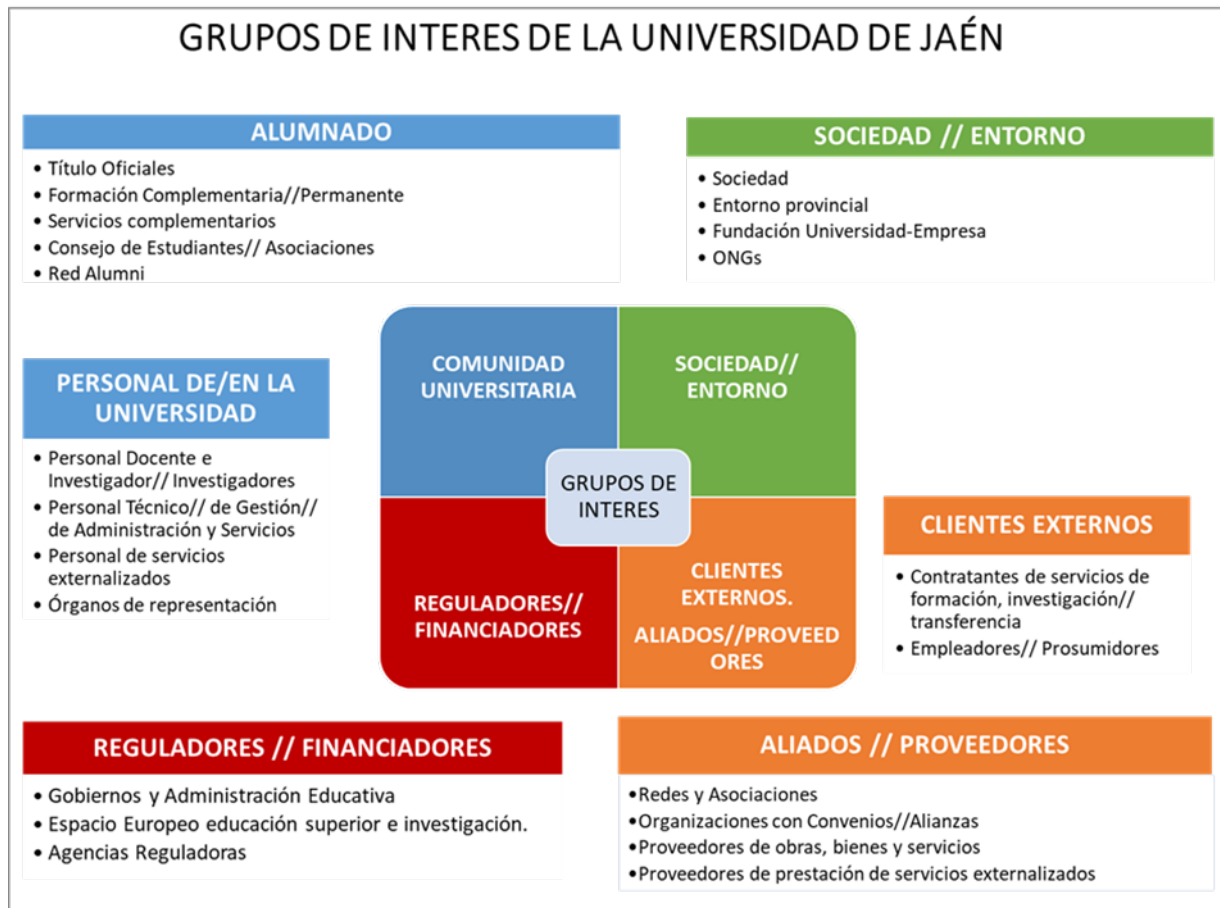 GRUPOS DE INTERES DE LA UNIVERSIDAD DE JAÉN
ALUMNADO
• Título Oficiales
• Formación Complementaria//Permanente
• Servicios complementarios
• Consejo de Estudiantes// Asociaciones
• Red Alumni
SOCIEDAD // ENTORNO
• Sociedad
• Entorno provincial
• Fundación Universidad-Empresa
• ONGs
PERSONAL DE/EN LA
UNIVERSIDAD
• Personal Docente e
Investigador// Investigadores
• Personal Técnico// de Gestión//
de Administración y Servicios
• Personal de servicios
externalizados
• Órganos de representación
COMUNIDAD
UNIVERSITARIA
SOCIEDAD//
ENTORNO
GRUPOS DE
INTERES
REGULADORES//
FINANCIADORES
CLIENTES
EXTERNOS.
ALIADOS//PROVEED
ORES
CLIENTES EXTERNOS
• Contratantes de servicios de
formación, investigación//
transferencia
• Empleadores// Prosumidores
REGULADORES // FINANCIADORES
• Gobiernos y Administración Educativa
• Espacio Europeo educación superior e investigación.
• Agencias Reguladoras
ALIADOS // PROVEEDORES
•Redes y Asociaciones
•Organizaciones con Convenios//Alianzas
•Proveedores de obras, bienes y servicios
•Proveedores de prestación de servicios externalizados